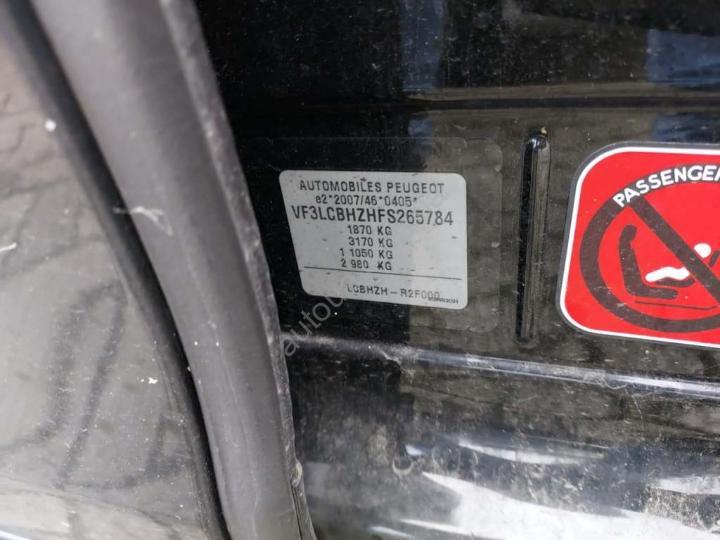 AUTOMOBILES PEUGEOT
e2*2007/46*0405*
VF3LCBHZHFS265784
1870 KG
3170 KG
1 1050 KG
2 980 KG
LCBHZH - R2F000
PASSENGER